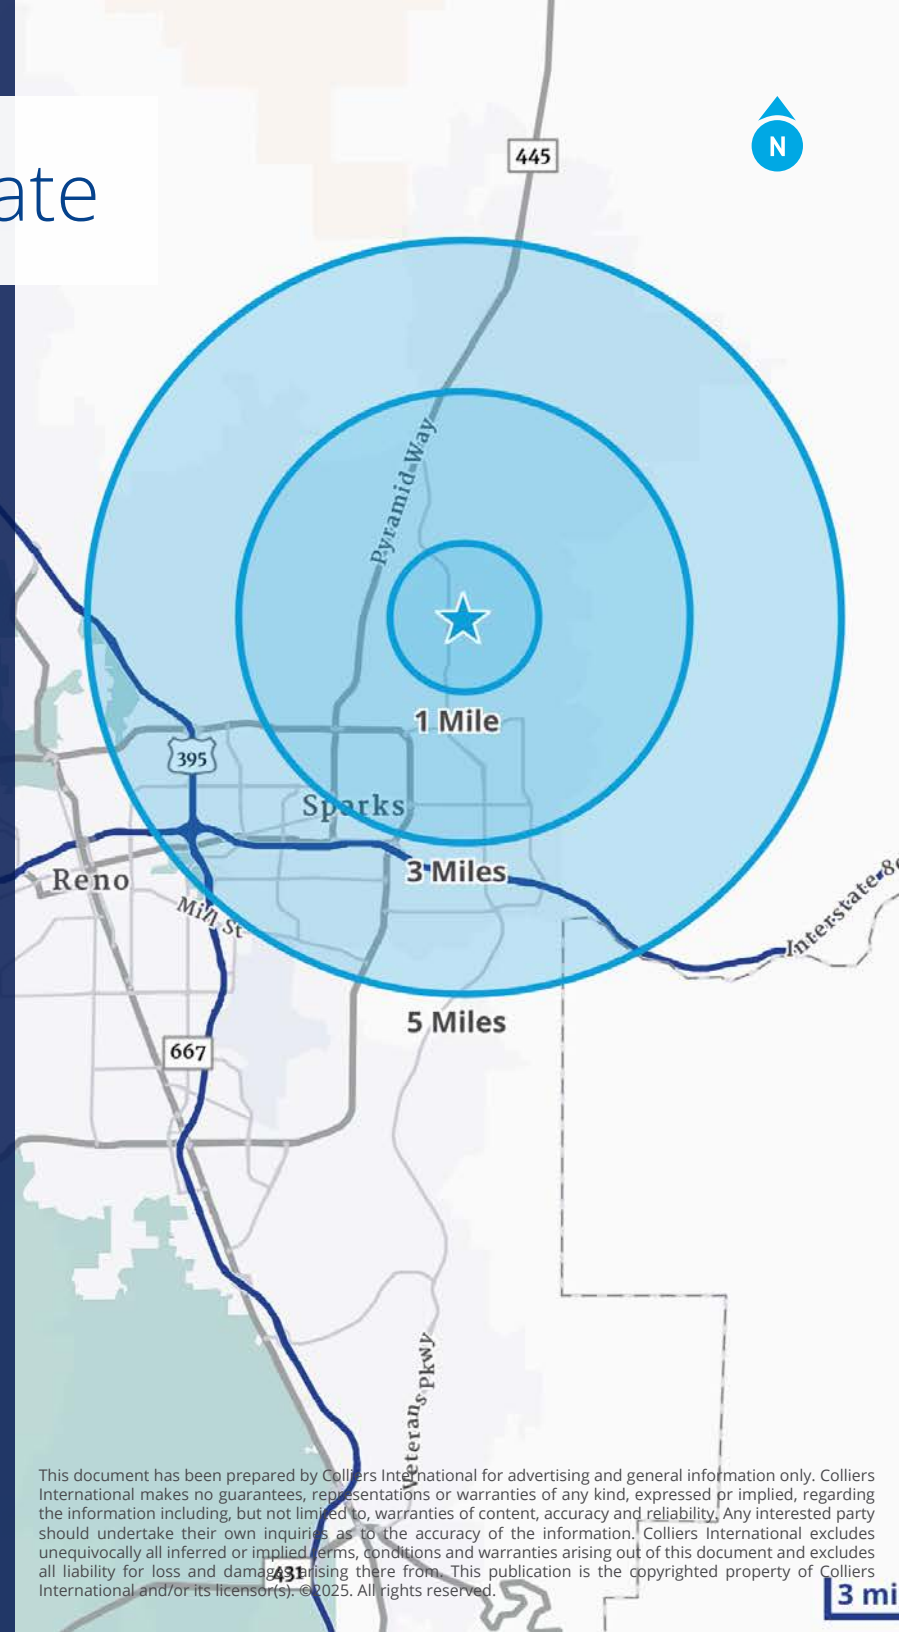 445
N
ate
Pyramid Way
1 Mile
395
Sparks
3 Miles
Reno
Mill St
Interstate 8
5 Miles
667
Veterans Pkwy
This document has been prepared by Colliers International for advertising and general information only. Colliers
International makes no guarantees, representations or warranties of any kind, expressed or implied, regarding
the information including, but not limited to, warranties of content, accuracy and reliability. Any interested party
should undertake their own inquiries as to the accuracy of the information. Colliers International excludes
unequivocally all inferred or implied terms, conditions and warranties arising out of this document and excludes
all liability for loss and damages arising there from. This publication is the copyrighted property of Colliers
International and/or its licensor(s). ©2025. All rights reserved.
431
3 mi